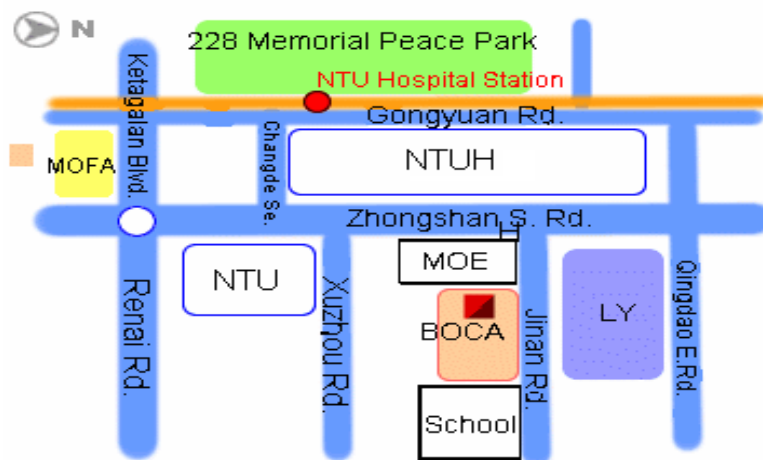 N
228 Memorial Peace Park
NTU Hospital Station
Ketagalan Blvd.
Gongyuan Rd.
Changde Se.
MOFA
NTUH
Zhongshan S. Rd.
H
MOE
NTU
Renai Rd.
Xuzhou Rd.
BOCA
Jinan Rd.
LY
Qingdao E.Rd.
School